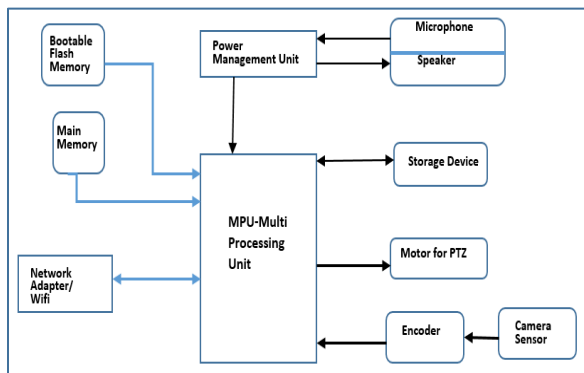 Bootable
Flash
Memory
Power
Management Unit
Microphone
Speaker
Main
Memory
MPU-Multi
Processing
Unit
Storage Device
Network
Adapter/
Wifi
Motor for PTZ
Encoder
Camera
Sensor